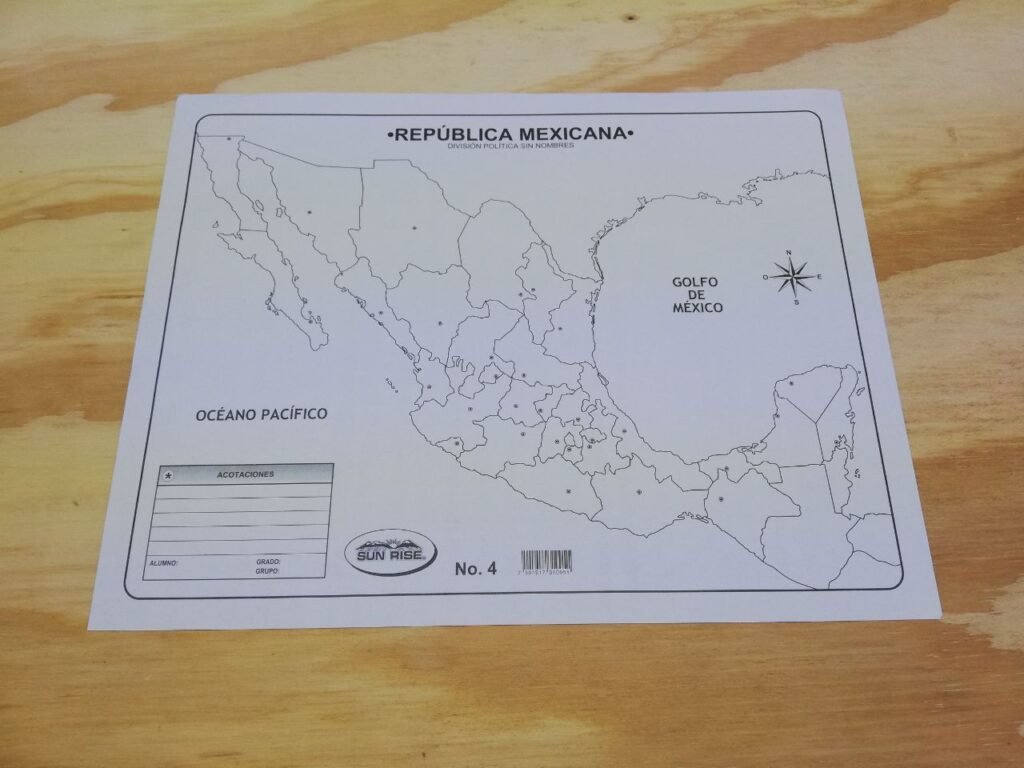 •REPÚBLICA MEXICANA•
DIVISIÓN POLÍTICA SIN NOMBRES
N
O E
S
GOLFO
DE
MÉXICO
OCÉANO PACÍFICO
ACOTACIONES
ALUMNO:
GRADO:
GRUPO:
SUN RISE®
No. 4